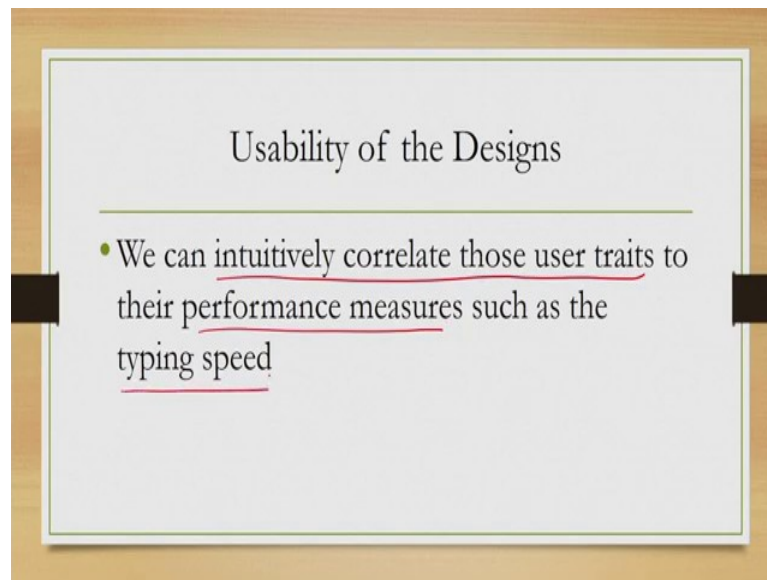 Usability of the Designs
• We can intuitively correlate those user traits to
their performance measures such as the
typing speed